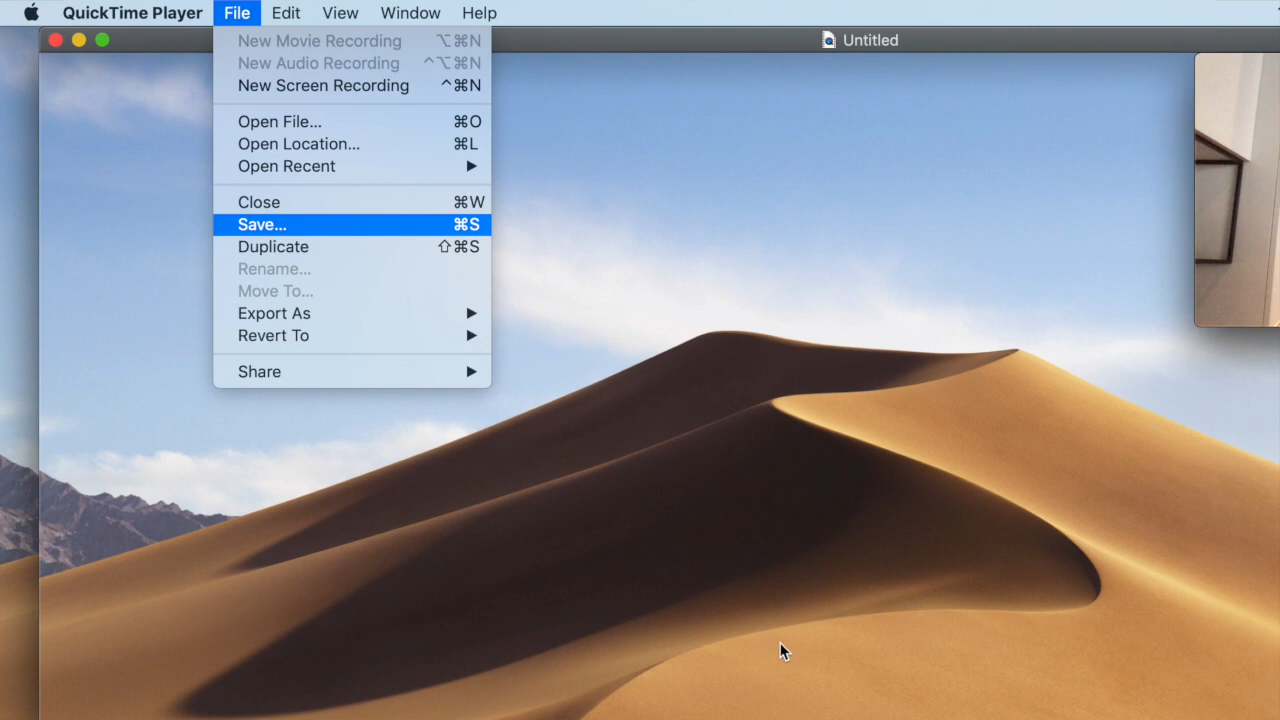 QuickTime Player File Edit View Window Help
Untitled
New Movie Recording ⌥⌘N
New Audio Recording ^⌥⌘N
New Screen Recording ^⌘N
Open File... ⌘O
Open Location... ⌘L
Open Recent ▶
Close ⌘W
Save... ⌘S
Duplicate ⇧⌘S
Rename...
Move To...
Export As ▶
Revert To ▶
Share ▶